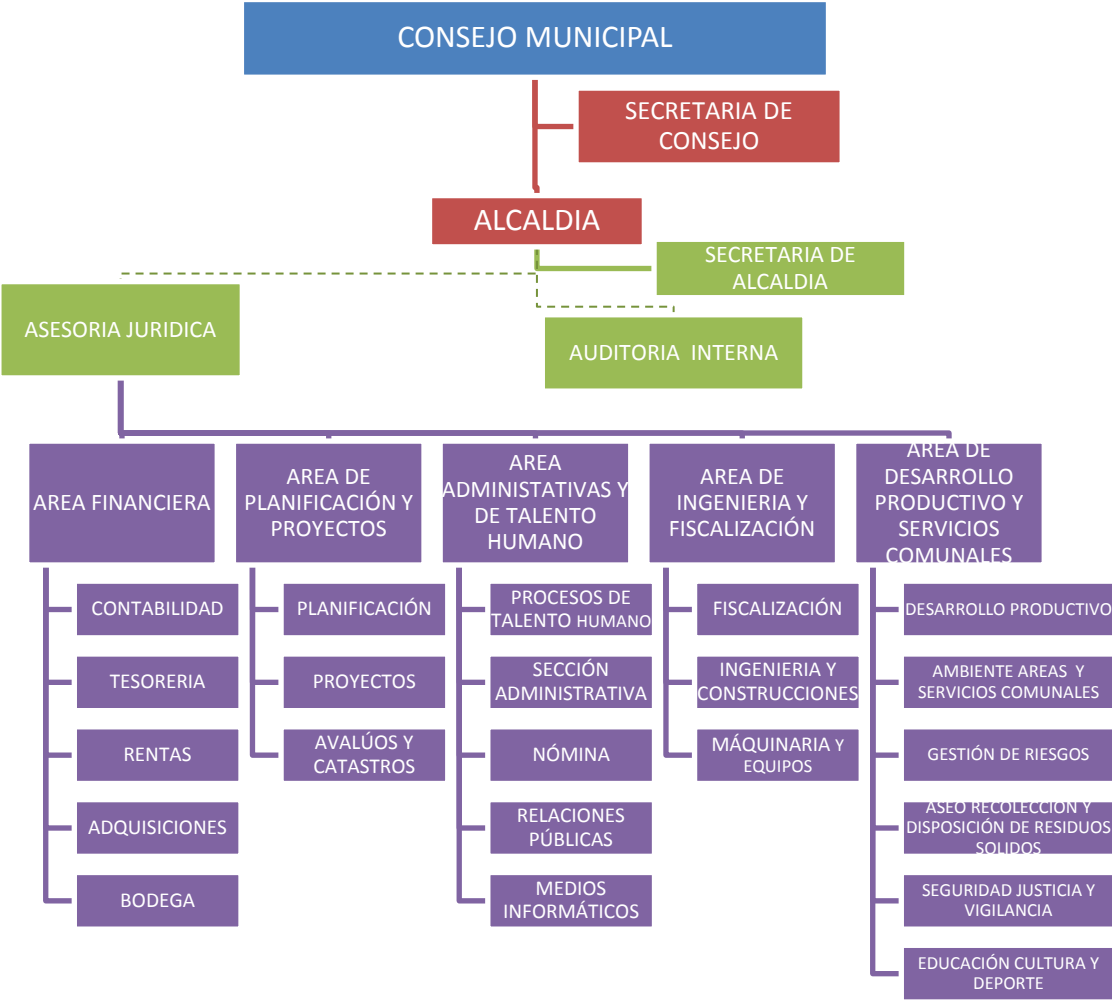 CONSEJO MUNICIPAL
SECRETARIA DE
CONSEJO
ALCALDIA
SECRETARIA DE
ALCALDIA
ASESORIA JURIDICA
AUDITORIA INTERNA
AREA FINANCIERA
AREA DE
PLANIFICACIÓN Y
PROYECTOS
AREA
ADMINISTATIVAS Y
DE TALENTO
HUMANO
AREA DE
INGENIERIA Y
FISCALIZACIÓN
AREA DE
DESARROLLO
PRODUCTIVO Y
SERVICIOS
COMUNALES
CONTABILIDAD
TESORERIA
RENTAS
ADQUISICIONES
BODEGA
PLANIFICACIÓN
PROYECTOS
AVALÚOS Y
CATASTROS
PROCESOS DE
TALENTO HUMANO
SECCIÓN
ADMINISTRATIVA
NÓMINA
RELACIONES
PÚBLICAS
MEDIOS
INFORMÁTICOS
FISCALIZACIÓN
INGENIERIA Y
CONSTRUCCIONES
MÁQUINARIA Y
EQUIPOS
DESARROLLO PRODUCTIVO
AMBIENTE AREAS Y
SERVICIOS COMUNALES
GESTIÓN DE RIESGOS
ASEO RECOLECCIÓN Y
DISPOSICIÓN DE RESIDUOS
SOLIDOS
SEGURIDAD JUSTICIA Y
VIGILANCIA
EDUCACIÓN CULTURA Y
DEPORTE